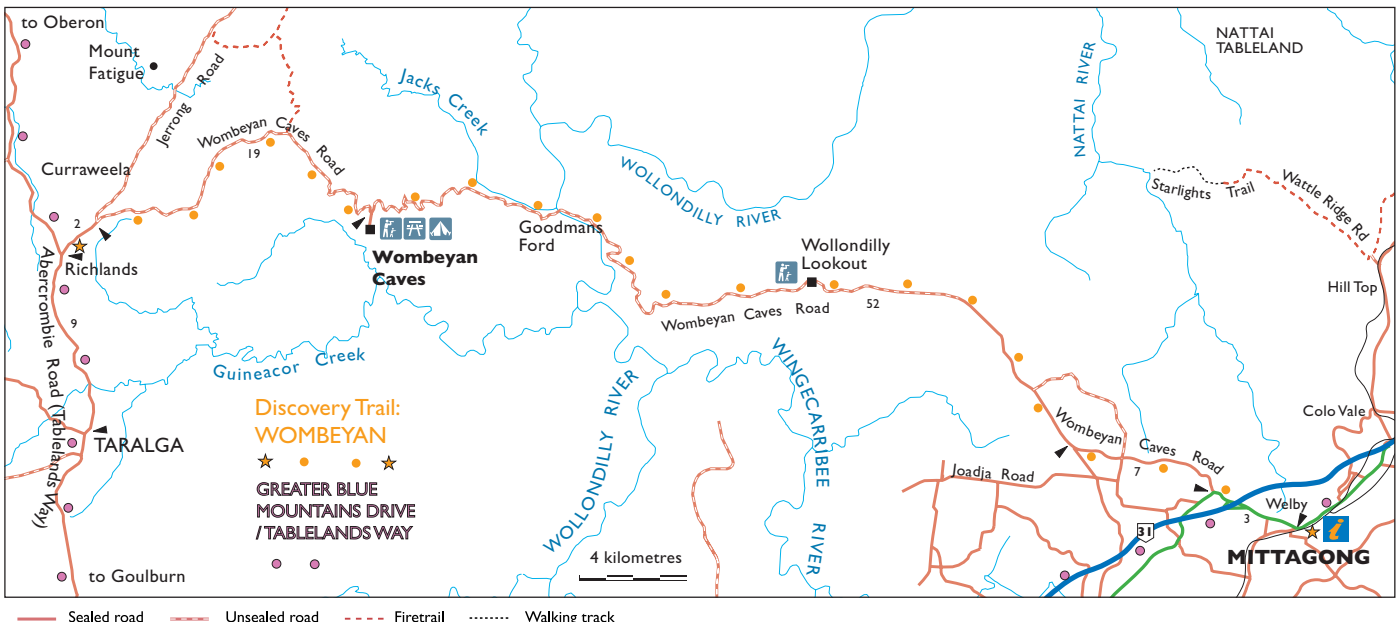 to Oberon
Mount
Fatigue
Jerrong Road
Jacks Creek
NATTAI RIVER
NATTAI
TABLELAND
Wombeyan Caves Road
19
Curraweela
WOLLONDILLY RIVER
Starlights Trail
Wattle Ridge Rd
2
Richlands
Goodmans
Ford
Wombeyan
Caves
Wollondilly
Lookout
Hill Top
Abercrombie Road (Tablelands Way)
9
Wombeyan Caves Road
52
Guineacor Creek
WOLLONDILLY RIVER
WINGECARRIBEE RIVER
Colo Vale
TARALGA
Discovery Trail:
WOMBEYAN
GREATER BLUE
MOUNTAINS DRIVE
/ TABLELANDS WAY
Wombeyan Caves Road
7
Joadja Road
Welby
3
31
i
MITTAGONG
4 kilometres
to Goulburn
Sealed road
Unsealed road
Firetrail
Walking track